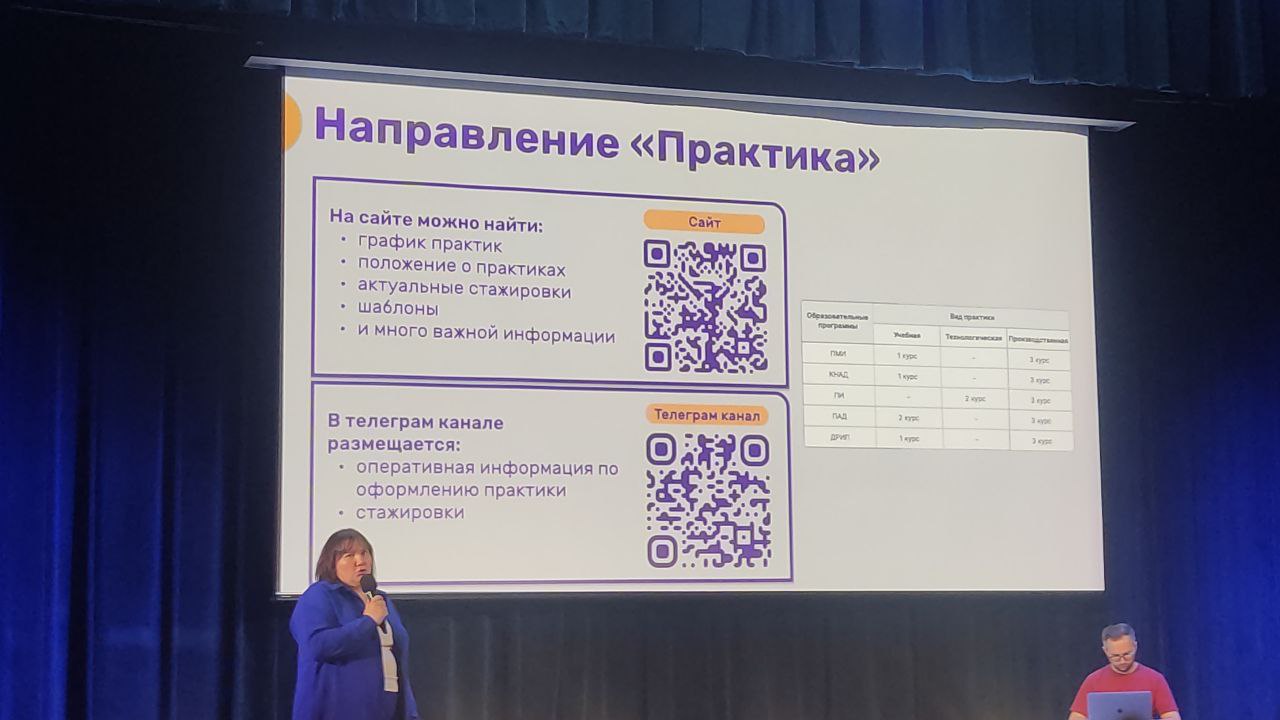 Направление «Практика»
На сайте можно найти:
• график практик
• положение о практиках
• актуальные стажировки
• шаблоны
• и много важной информации
Сайт
В телеграм канале
размещается:
• оперативная информация по
оформлению практики
• стажировки
Телеграм канал
Образовательные
программы
Вид практики
Учебная Технологическая Производственная
ПМИ 1 курс - 3 курс
КНАД 1 курс - 3 курс
ПИ - 2 курс 3 курс
ПАД 2 курс - 3 курс
ДРИП 1 курс - 3 курс